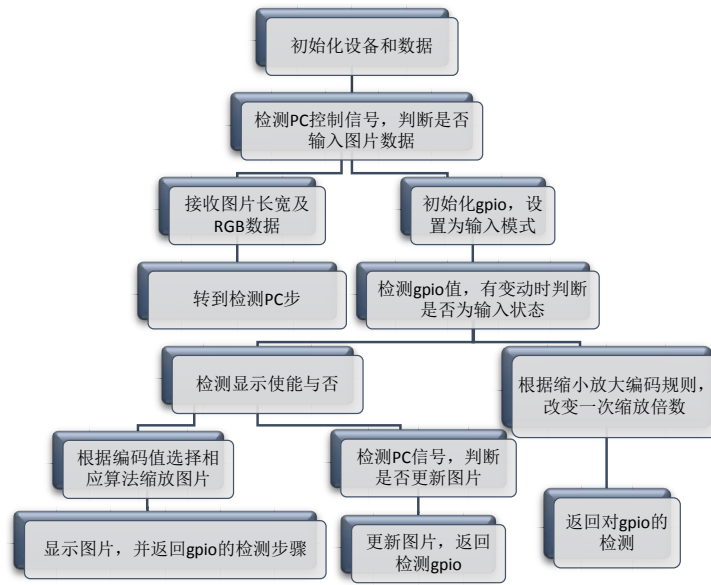 初始化设备和数据
检测PC控制信号，判断是否
输入图片数据
接收图片长宽及
RGB数据
初始化gpio，设
置为输入模式
转到检测PC步
检测gpio值，有变动时判断
是否为输入状态
检测显示使能与否
根据缩小放大编码规则，
改变一次缩放倍数
根据编码值选择相
应算法缩放图片
检测PC信号，判断
是否更新图片
返回对gpio的
检测
显示图片，并返回gpio的检测步骤
更新图片，返回
检测gpio